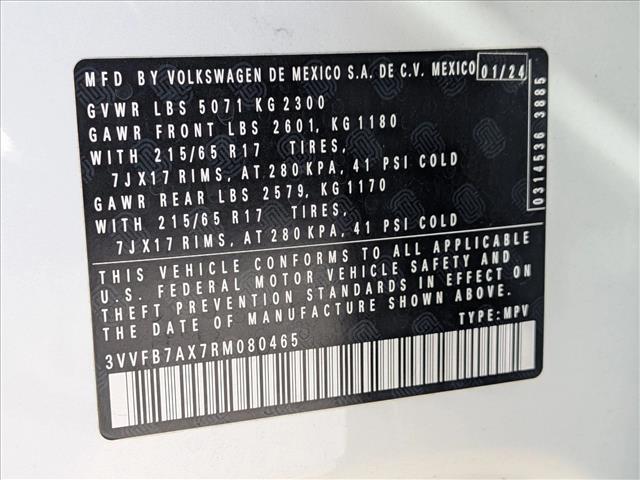 MFD BY VOLKSWAGEN DE MEXICO S.A. DE C.V. MEXICO 01/24
GVWR LBS 5071 KG 2300
GAWR FRONT LBS 2601, KG 1180
WITH 215/65 R17 TIRES,
7JX17 RIMS, AT 280 KPA, 41 PSI COLD
GAWR REAR LBS 2579, KG 1170
WITH 215/65 R17 TIRES,
7JX17 RIMS, AT 280 KPA, 41 PSI COLD
THIS VEHICLE CONFORMS TO ALL APPLICABLE
U.S. FEDERAL MOTOR VEHICLE SAFETY AND
THEFT PREVENTION STANDARDS IN EFFECT ON
THE DATE OF MANUFACTURE SHOWN ABOVE.
3VVFB7AX7RM080465 TYPE: MPV
0314536 3885